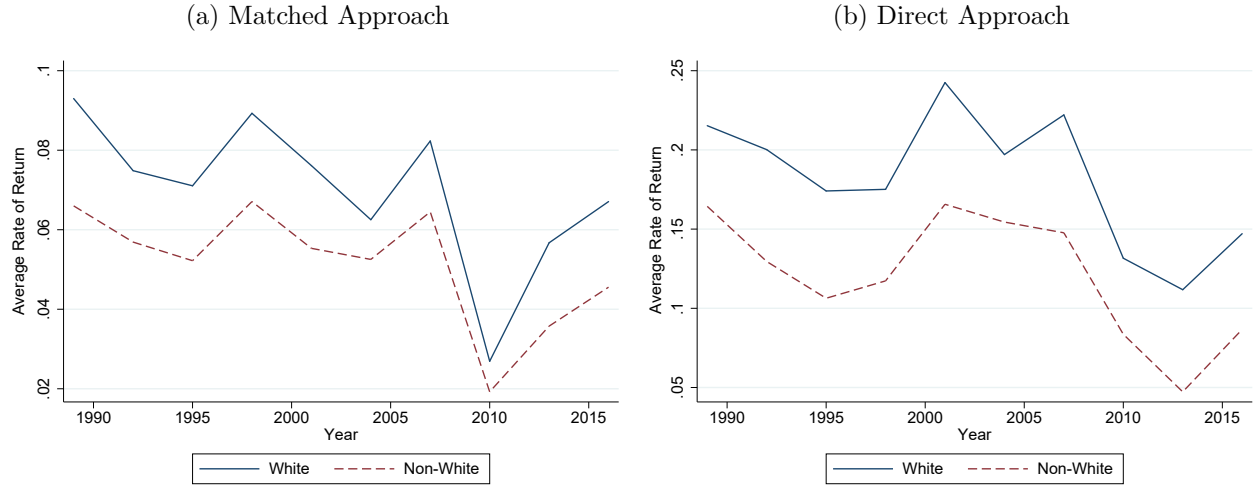 (a) Matched Approach
Average Rate of Return
.1
.08
.06
.04
.02
1990 1995 2000 2005 2010 2015
Year
White Non-White
(b) Direct Approach
Average Rate of Return
.25
.2
.15
.1
.05
1990 1995 2000 2005 2010 2015
Year
White Non-White